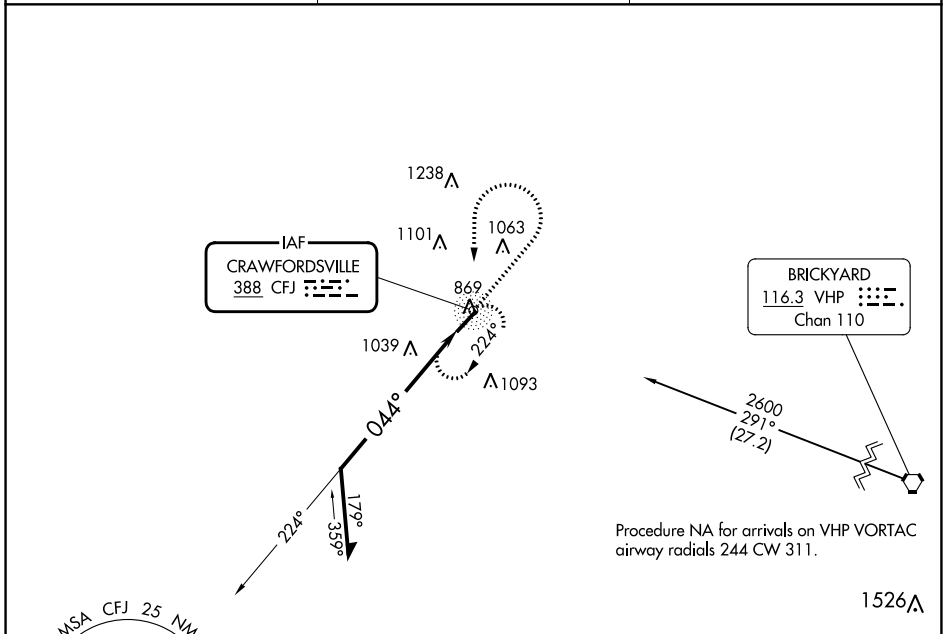 1238
1101
1063
IAF
CRAWFORDSVILLE
388 CFJ
869
224°
1039
1093
044°
BRICKYARD
116.3 VHP
Chan 110
2600
291°
(27.2)
179°
359°
224°
Procedure NA for arrivals on VHP VORTAC
airway radials 244 CW 311.
1526
MSA CFJ 25 NM